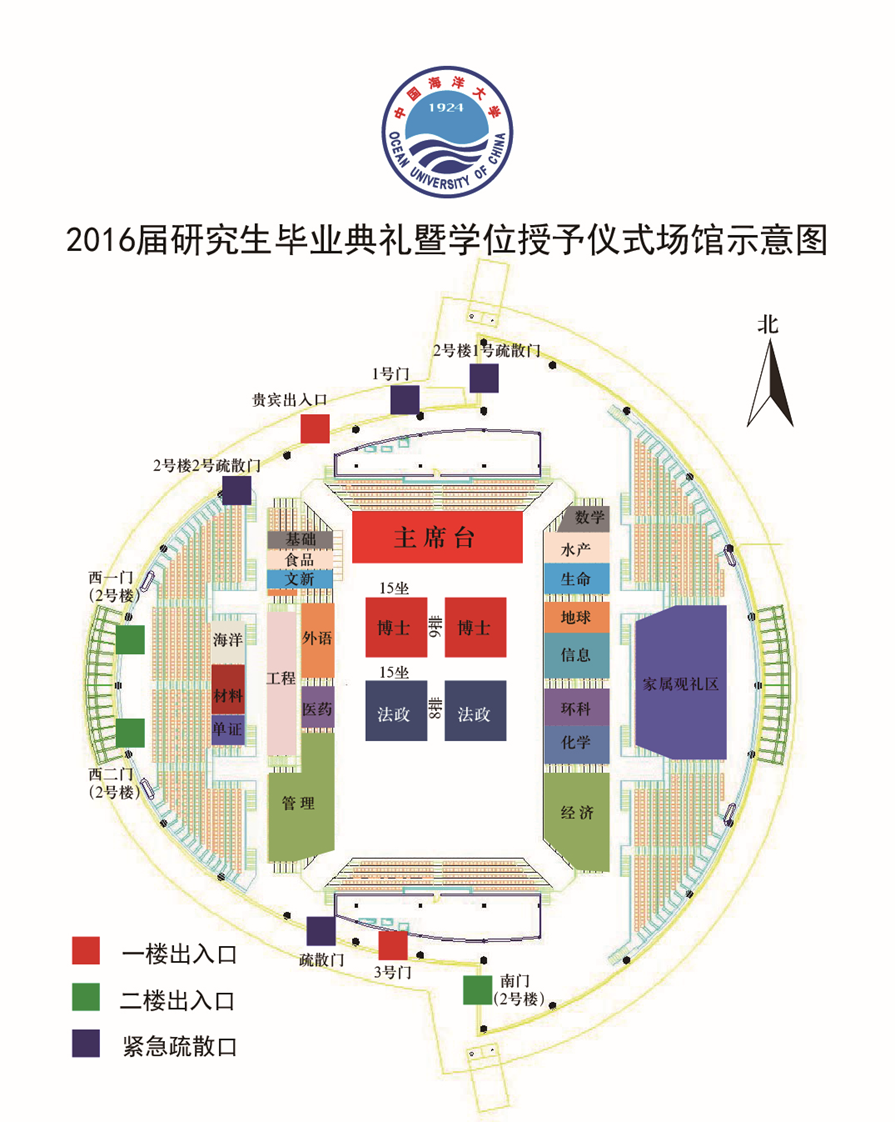 中国海洋大学
1924
OCEAN UNIVERSITY OF CHINA
2016届研究生毕业典礼暨学位授予仪式场馆示意图
北
2号楼1号疏散门
1号门
贵宾出入口
2号楼2号疏散门
主席台
数学
基础
水产
食品
文新
生命
西一门
(2号楼)
15坐
地球
博士
9排
博士
海洋
外语
信息
工程
15坐
家属观礼区
材料
医药
法政
8排
法政
环科
单证
化学
西二门
(2号楼)
管理
经济
一楼出入口
疏散门
3号门
南门
(2号楼)
二楼出入口
紧急疏散口